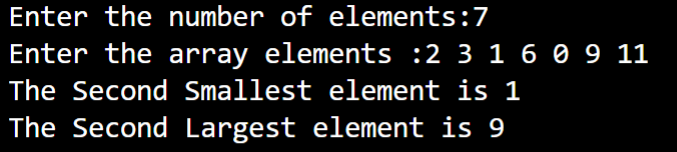 Enter the number of elements:7
Enter the array elements :2 3 1 6 0 9 11
The Second Smallest element is 1
The Second Largest element is 9